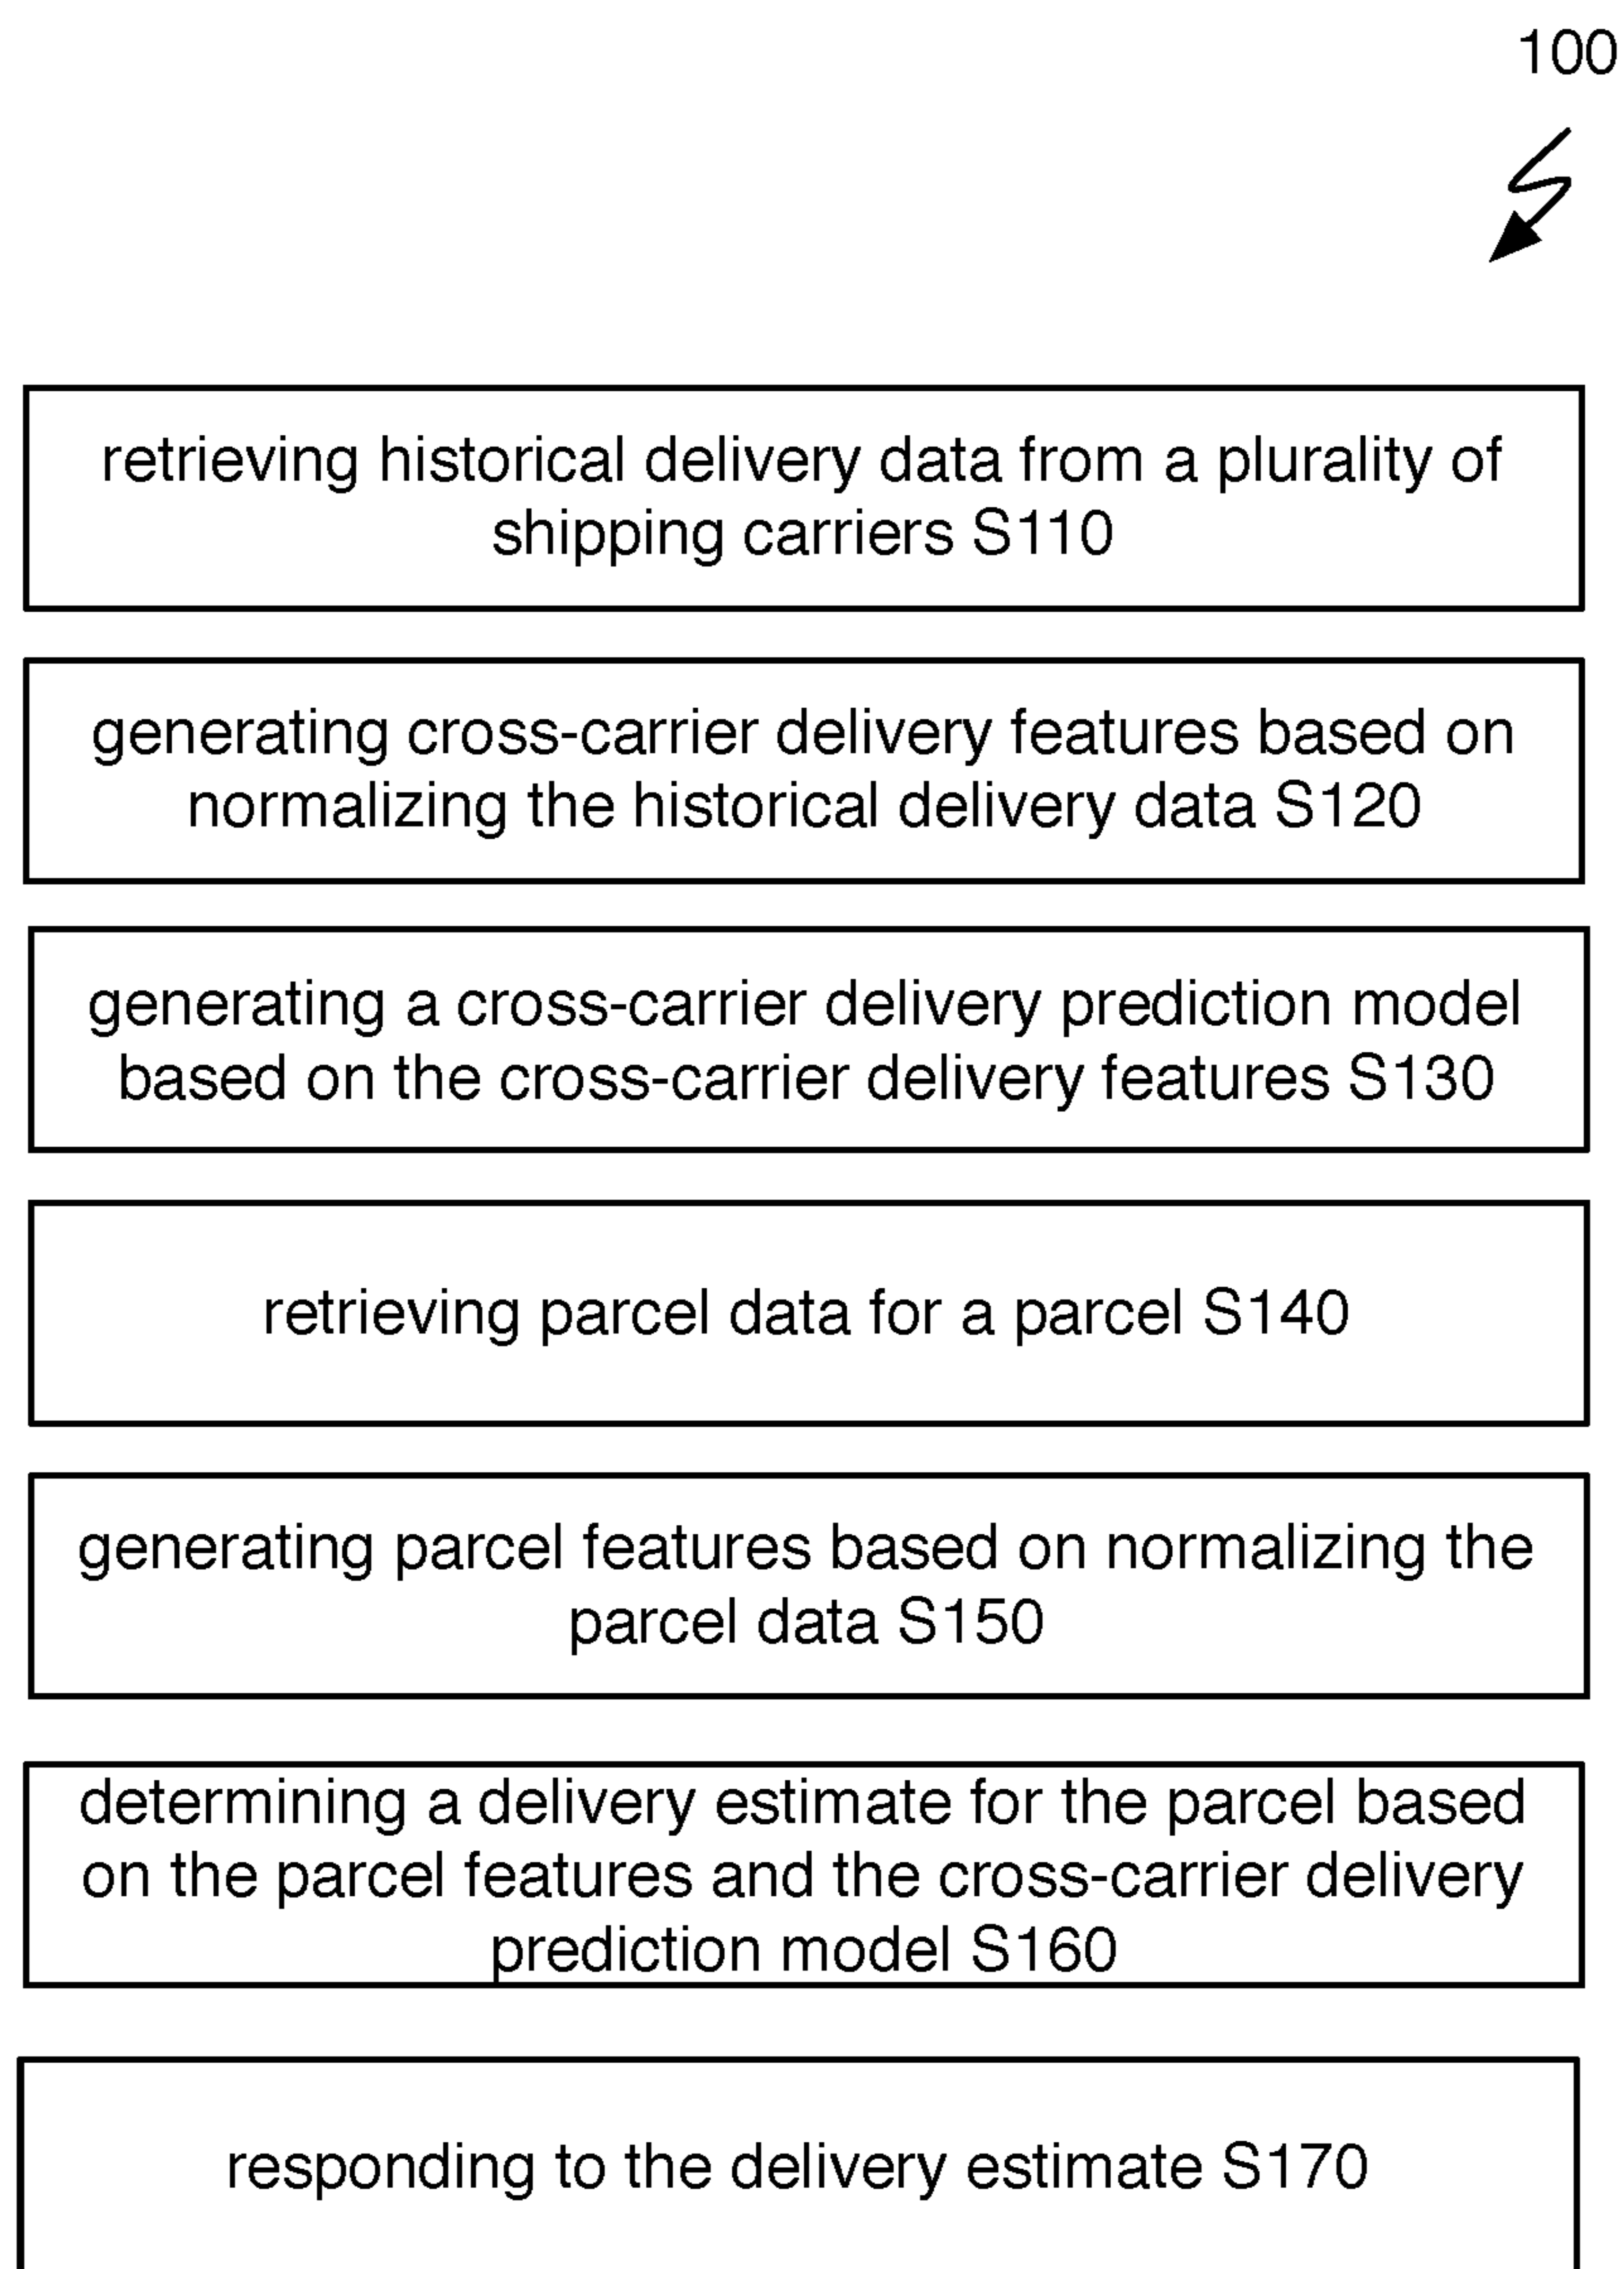 100
retrieving historical delivery data from a plurality of
shipping carriers S110
generating cross-carrier delivery features based on
normalizing the historical delivery data S120
generating a cross-carrier delivery prediction model
based on the cross-carrier delivery features S130
retrieving parcel data for a parcel S140
generating parcel features based on normalizing the
parcel data S150
determining a delivery estimate for the parcel based
on the parcel features and the cross-carrier delivery
prediction model S160
responding to the delivery estimate S170